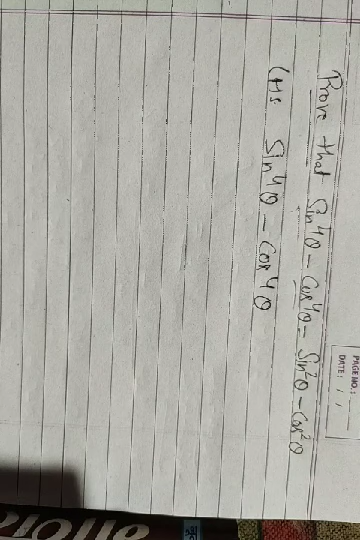 PAGE NO.:
DATE: / /
Prove that Sin⁴θ - Cos⁴θ = Sin²θ - Cos²θ
LHS Sin⁴θ - Cos⁴θ